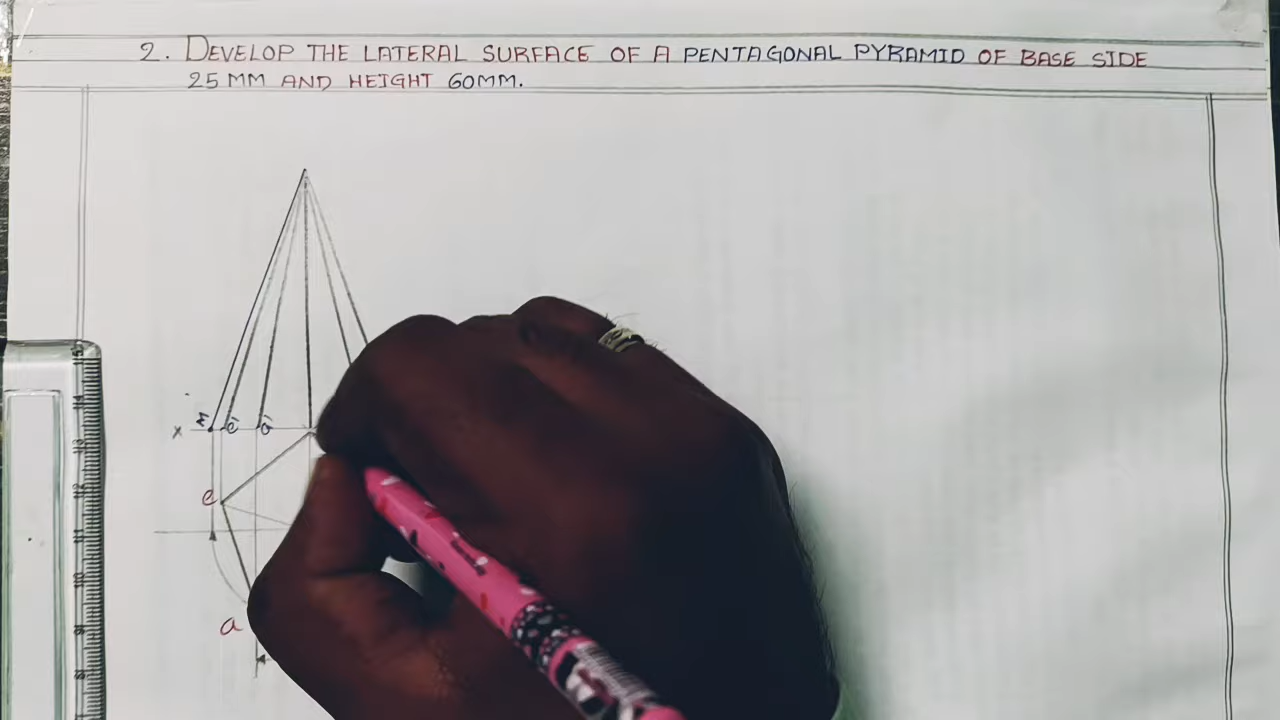 2. DEVELOP THE LATERAL SURFACE OF A PENTAGONAL PYRAMID OF BASE SIDE
25 MM AND HEIGHT 60MM.
X
e'
a'
e
a